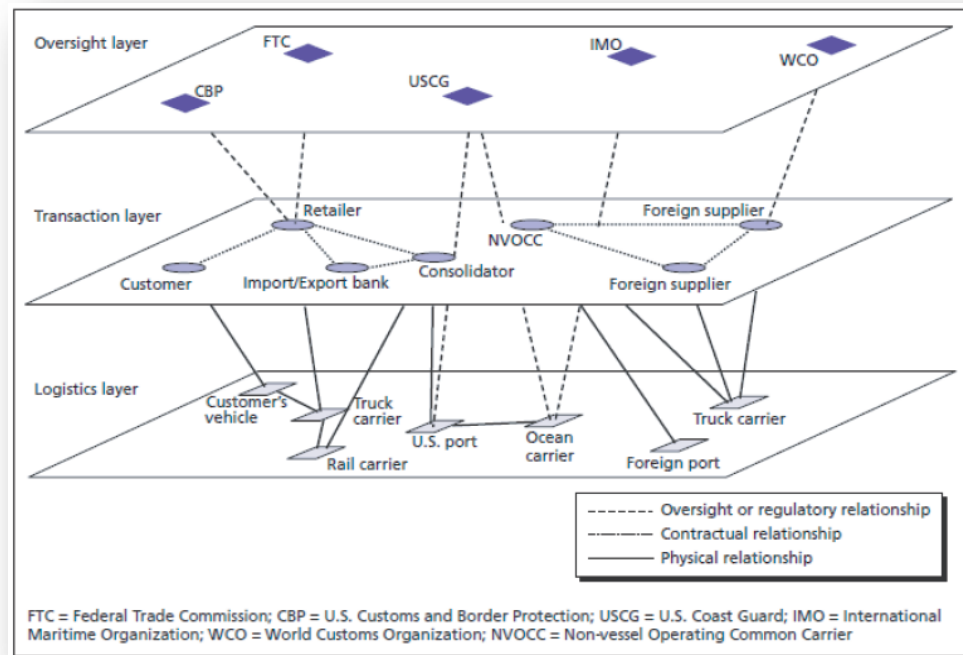 Oversight layer
FTC
IMO
WCO
CBP
USCG
Transaction layer
Retailer
Foreign supplier
NVOCC
Customer
Import/Export bank
Consolidator
Foreign supplier
Logistics layer
Customer's
vehicle
Truck
carrier
U.S. port
Ocean
carrier
Truck carrier
Rail carrier
Foreign port
Oversight or regulatory relationship
Contractual relationship
Physical relationship
FTC = Federal Trade Commission; CBP = U.S. Customs and Border Protection; USCG = U.S. Coast Guard; IMO = International
Maritime Organization; WCO = World Customs Organization; NVOCC = Non-vessel Operating Common Carrier